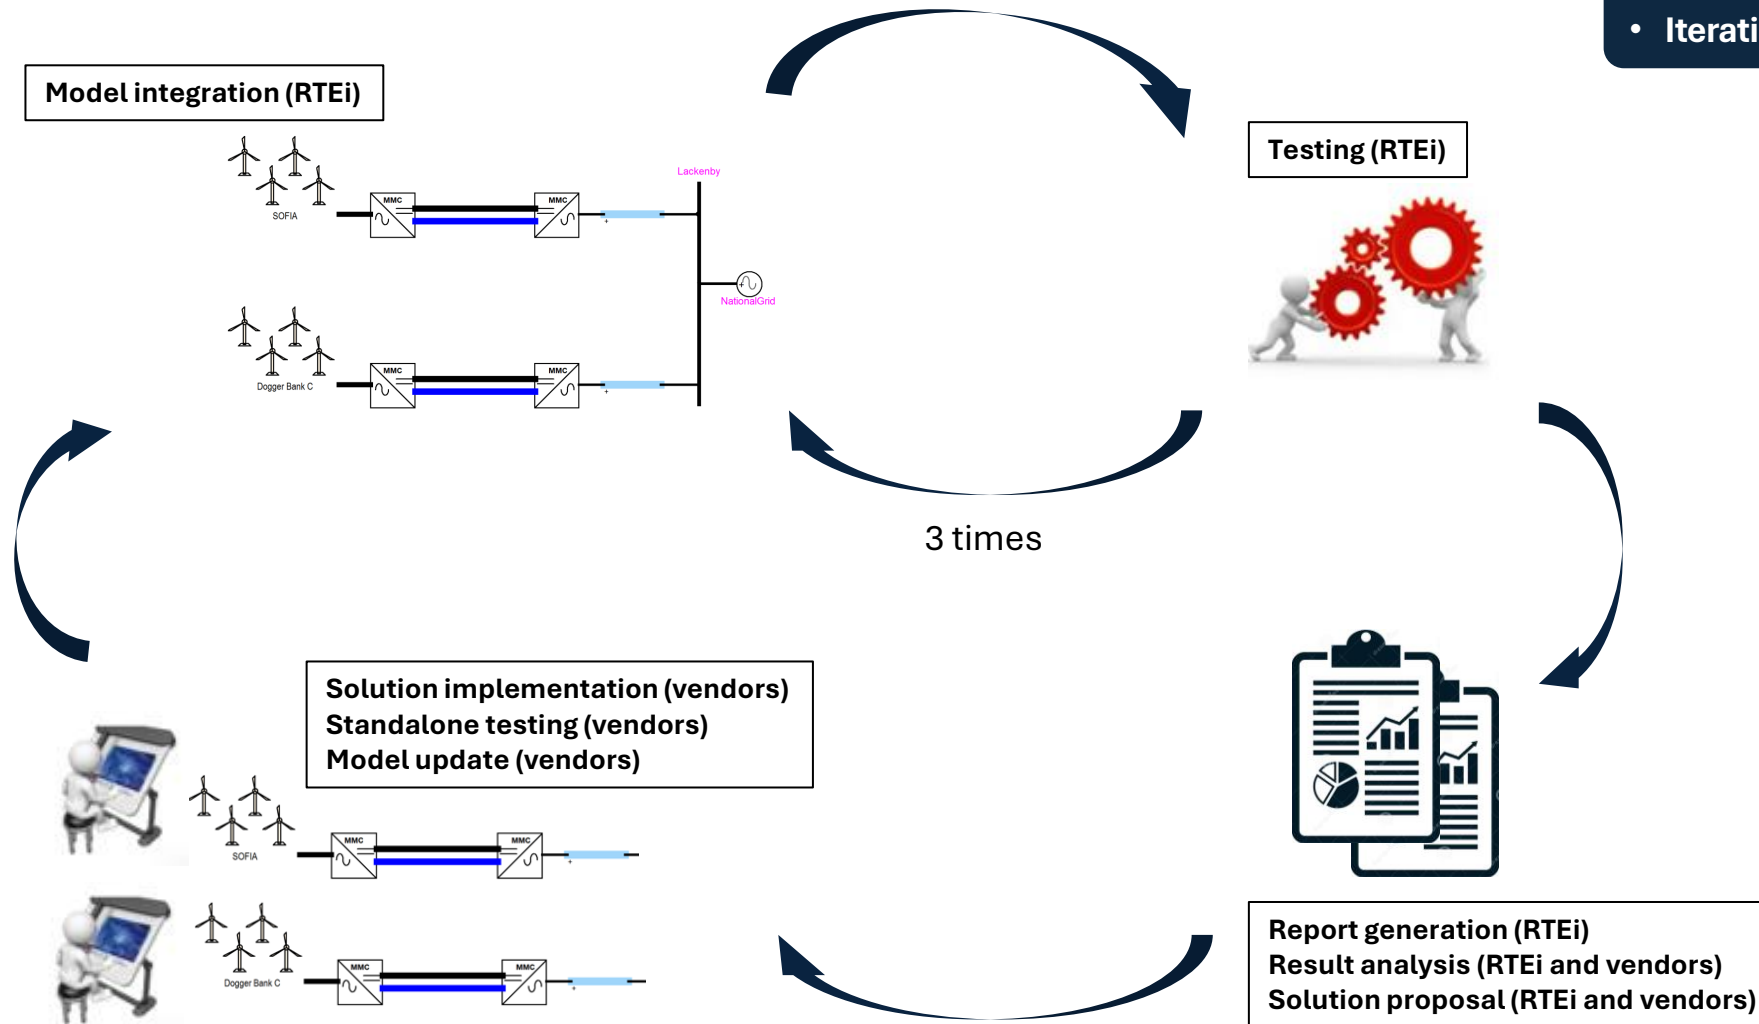 • Iterati
Model integration (RTEi)
Testing (RTEi)
Lackenby
MMC
MMC
SOFIA
NationalGrid
MMC
MMC
Dogger Bank C
3 times
Solution implementation (vendors)
Standalone testing (vendors)
Model update (vendors)
MMC
MMC
SOFIA
MMC
MMC
Dogger Bank C
Report generation (RTEi)
Result analysis (RTEi and vendors)
Solution proposal (RTEi and vendors)